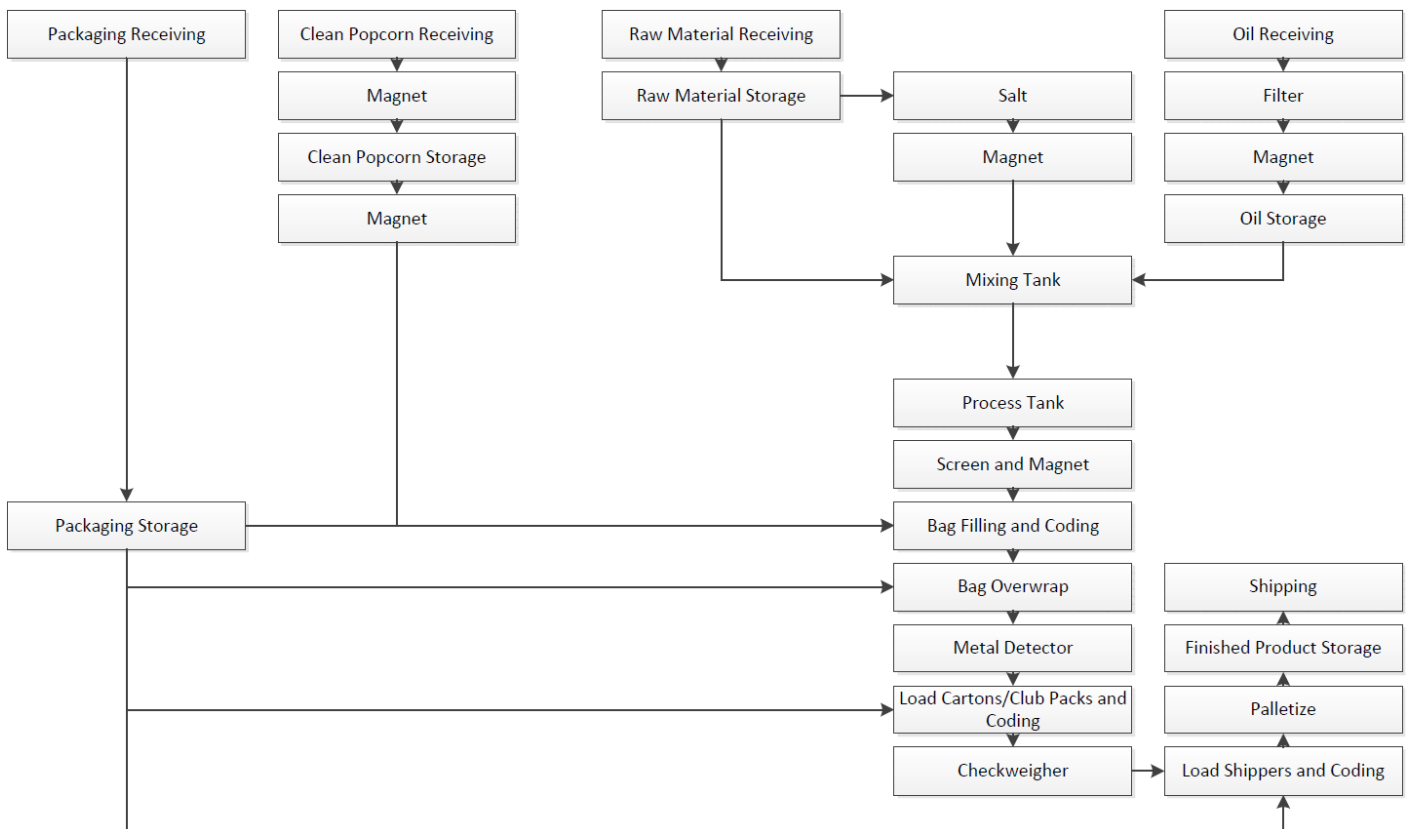 Packaging Receiving
Clean Popcorn Receiving
Raw Material Receiving
Oil Receiving
Magnet
Raw Material Storage
Salt
Filter
Clean Popcorn Storage
Magnet
Magnet
Magnet
Oil Storage
Mixing Tank
Process Tank
Screen and Magnet
Packaging Storage
Bag Filling and Coding
Bag Overwrap
Shipping
Metal Detector
Finished Product Storage
Load Cartons/Club Packs and
Coding
Palletize
Checkweigher
Load Shippers and Coding